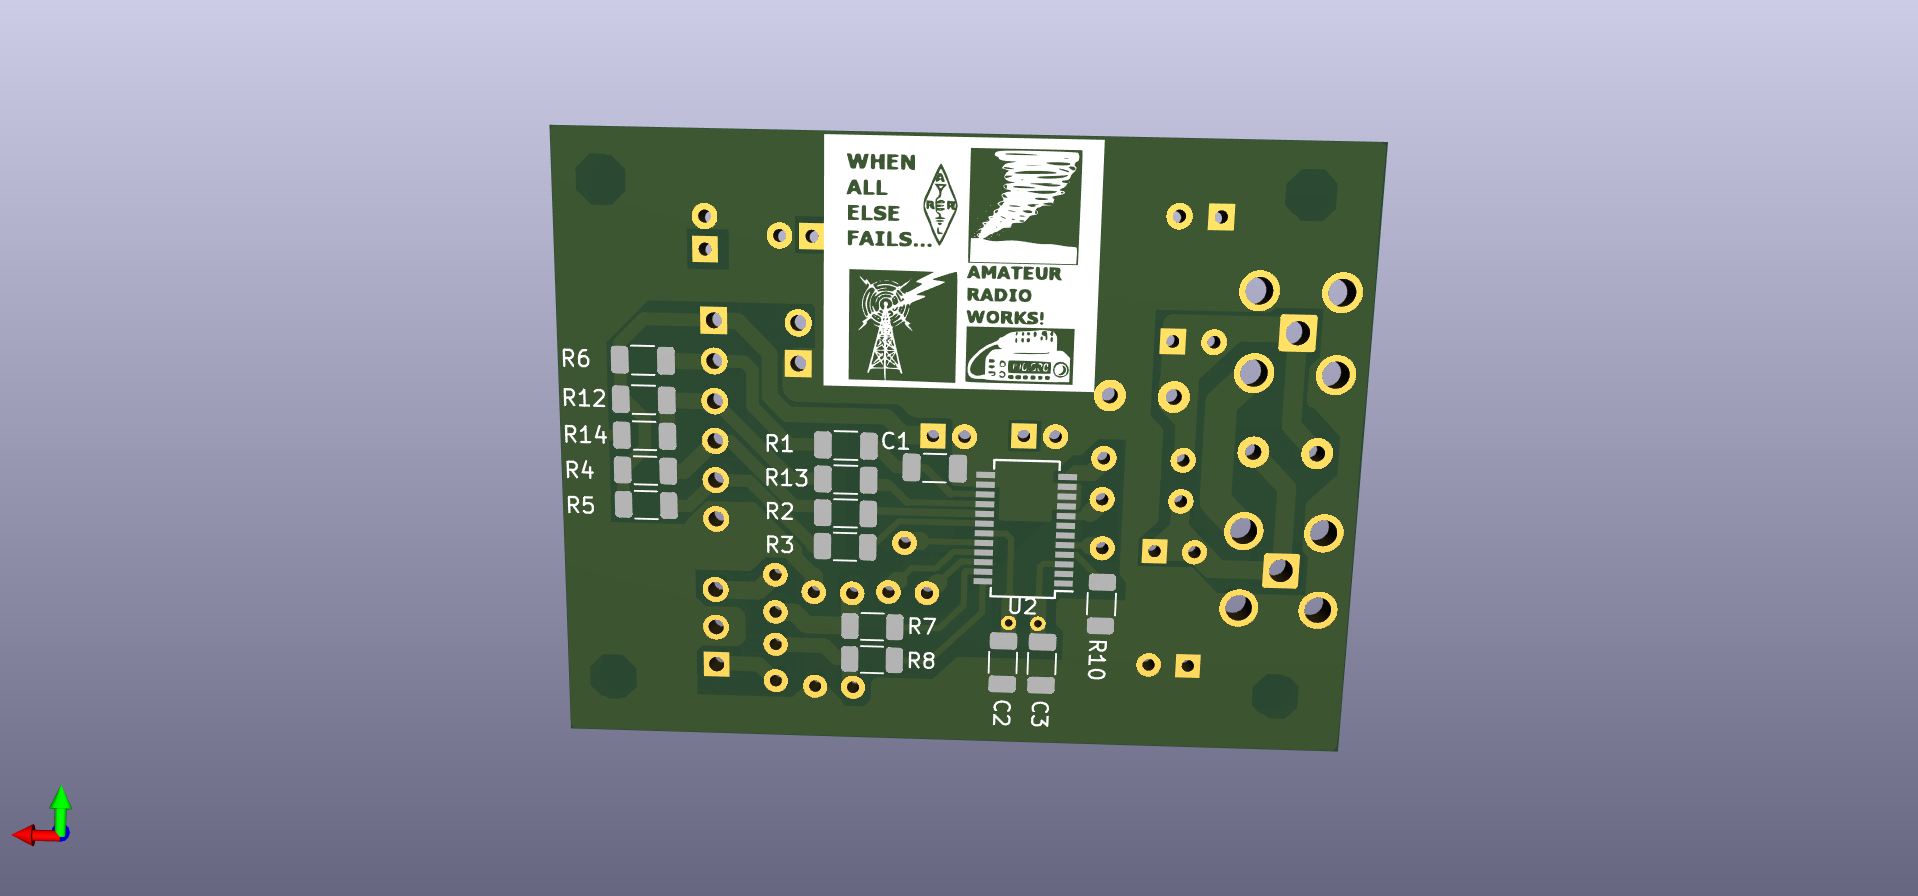 WHEN
ALL
ELSE
FAILS...
A
RRER
L
AMATEUR
RADIO
WORKS!
R6
R12
R14
R4
R5
R1
C1
R13
R2
R3
U2
R7
R8
R10
C2
C3